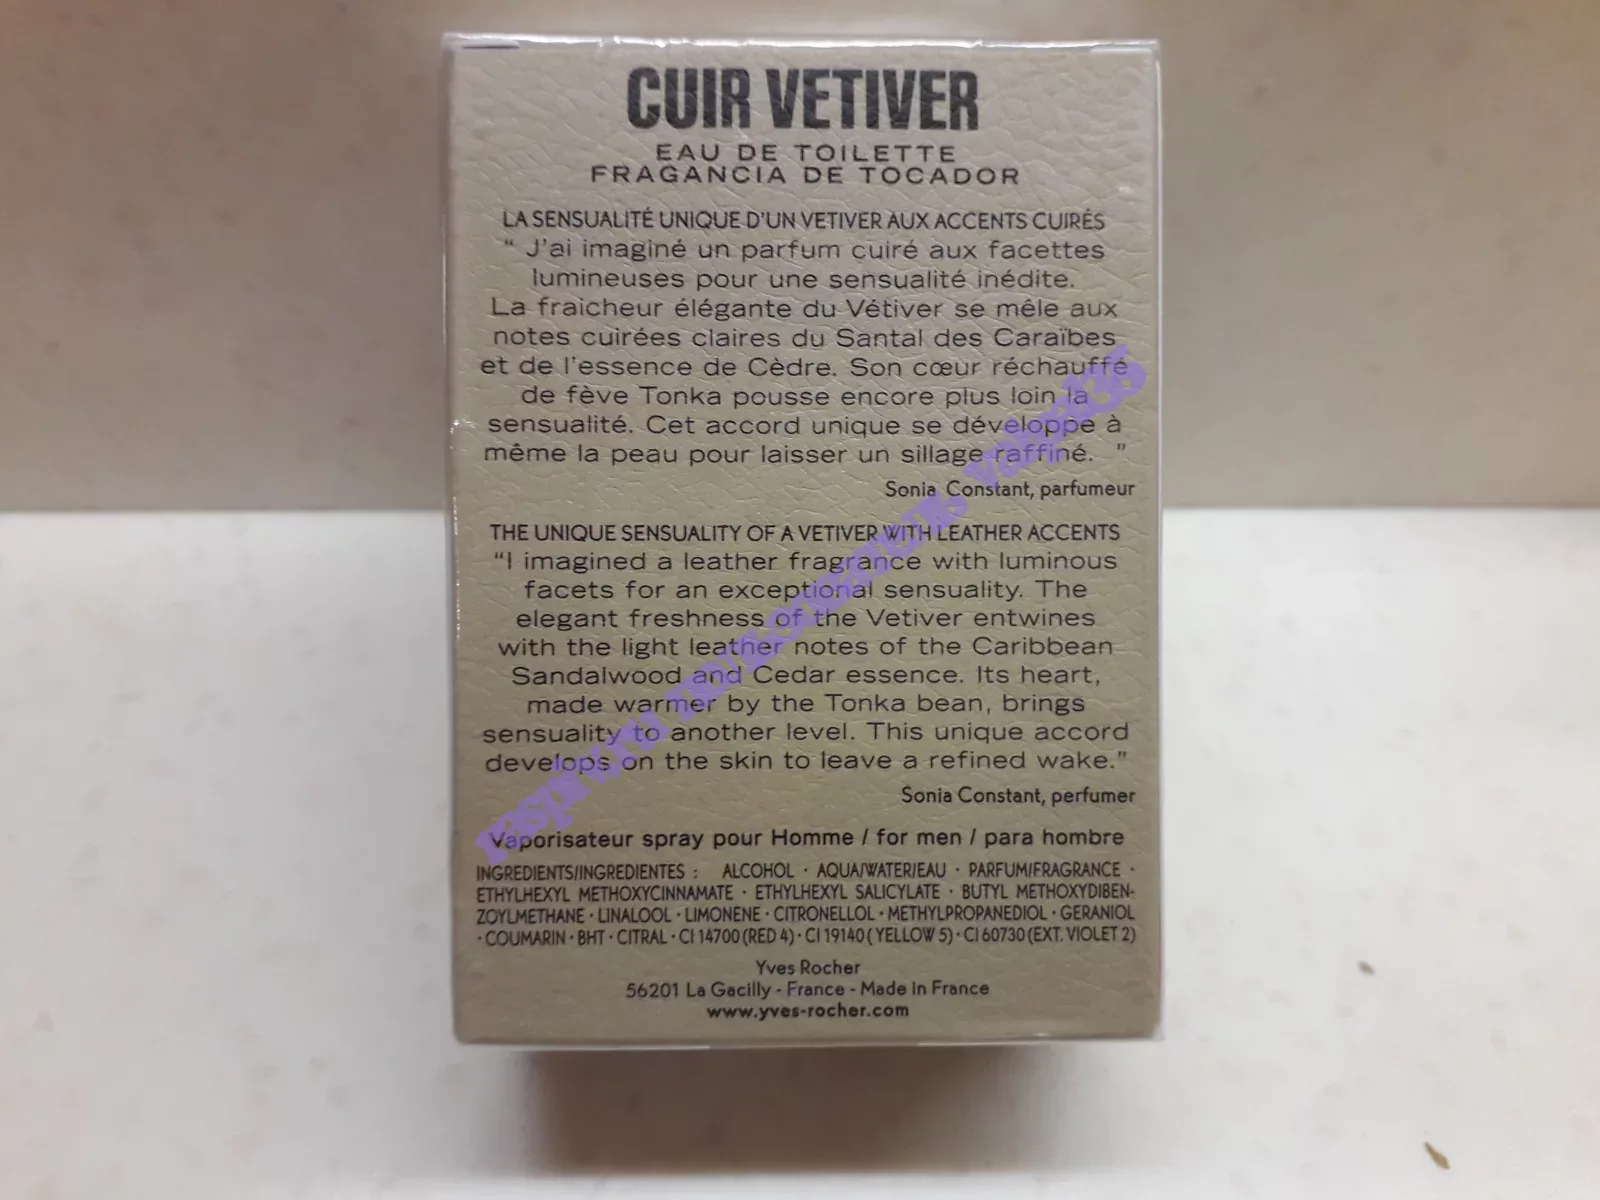 CUIR VETIVER
EAU DE TOILETTE
FRAGANCIA DE TOCADOR
LA SENSUALITÉ UNIQUE D'UN VETIVER AUX ACCENTS CUIRÉS
“ J'ai imaginé un parfum cuiré aux facettes
lumineuses pour une sensualité inédite.
La fraicheur élégante du Vétiver se mêle aux
notes cuirées claires du Santal des Caraïbes
et de l'essence de Cèdre. Son cœur réchauffé
de fève Tonka pousse encore plus loin la
sensualité. Cet accord unique se développe à
même la peau pour laisser un sillage raffiné. ”
Sonia Constant, parfumeur
THE UNIQUE SENSUALITY OF A VETIVER WITH LEATHER ACCENTS
“I imagined a leather fragrance with luminous
facets for an exceptional sensuality. The
elegant freshness of the Vetiver entwines
with the light leather notes of the Caribbean
Sandalwood and Cedar essence. Its heart,
made warmer by the Tonka bean, brings
sensuality to another level. This unique accord
develops on the skin to leave a refined wake.”
Sonia Constant, perfumer
Vaporisateur spray pour Homme / for men / para hombre
INGREDIENTS/INGREDIENTES : ALCOHOL · AQUA/WATER/EAU · PARFUM/FRAGRANCE ·
ETHYLHEXYL METHOXYCINNAMATE · ETHYLHEXYL SALICYLATE · BUTYL METHOXYDIBEN-
ZOYLMETHANE · LINALOOL · LIMONENE · CITRONELLOL · METHYLPROPANEDIOL · GERANIOL
· COUMARIN · BHT · CITRAL · CI 14700 (RED 4) · CI 19140 ( YELLOW 5) · CI 60730 (EXT. VIOLET 2)
Yves Rocher
56201 La Gacilly - France - Made in France
www.yves-rocher.com